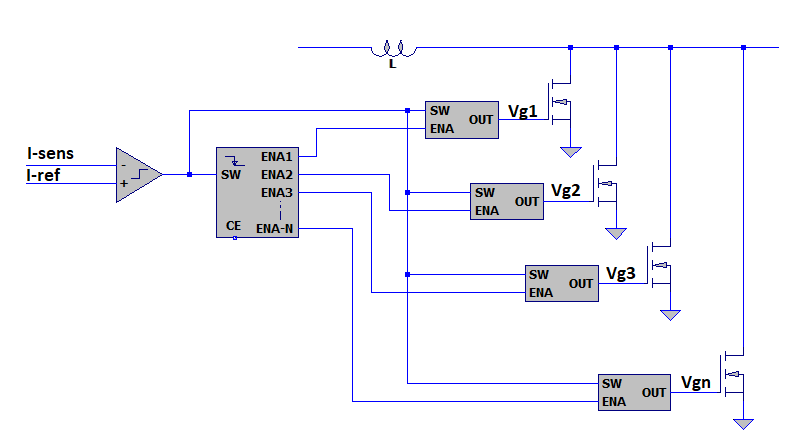 L
SW
OUT
ENA
Vg1
I-sens
-
I-ref
+
SW
CE
ENA1
ENA2
ENA3
ENA-N
SW
OUT
ENA
Vg2
SW
OUT
ENA
Vg3
SW
OUT
ENA
Vgn